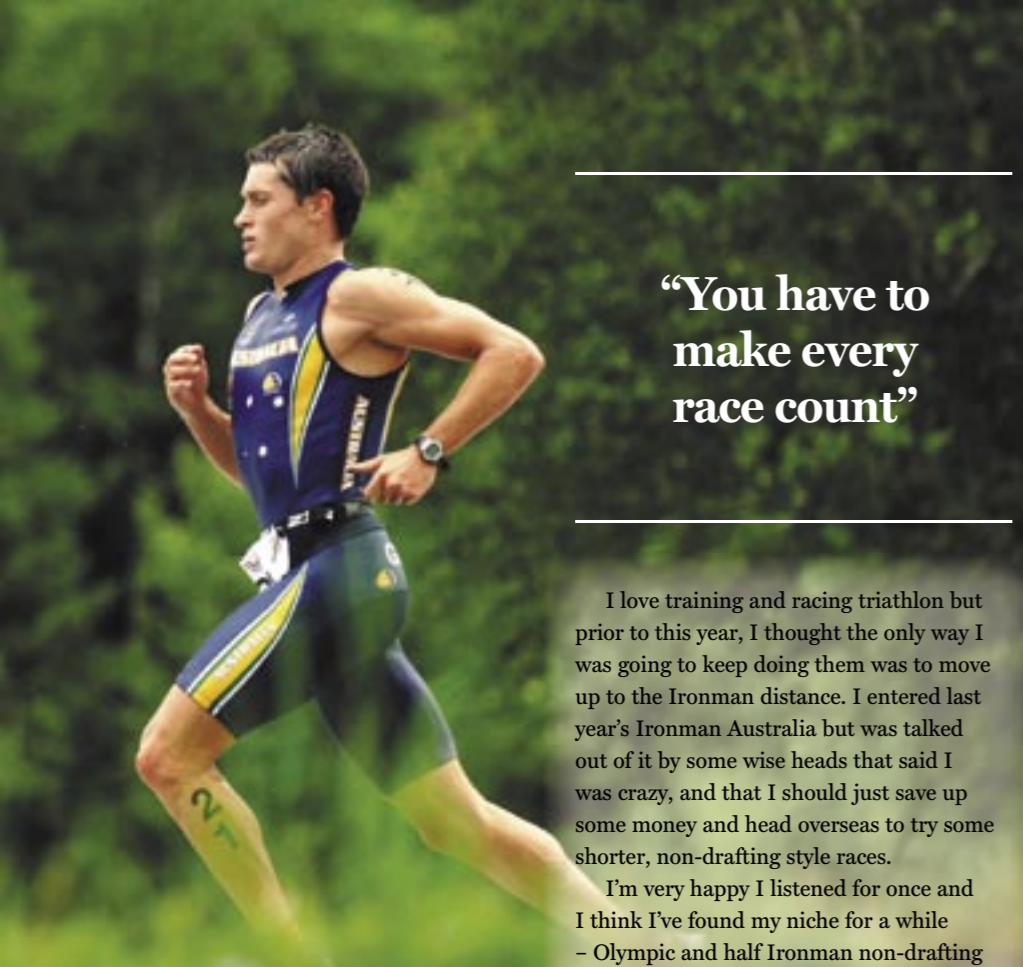 AUSTRALIA
AUSTRALIA
2
1
“You have to
make every
race count”
I love training and racing triathlon but
prior to this year, I thought the only way I
was going to keep doing them was to move
up to the Ironman distance. I entered last
year’s Ironman Australia but was talked
out of it by some wise heads that said I
was crazy, and that I should just save up
some money and head overseas to try some
shorter, non-drafting style races.
I’m very happy I listened for once and
I think I’ve found my niche for a while
– Olympic and half Ironman non-drafting